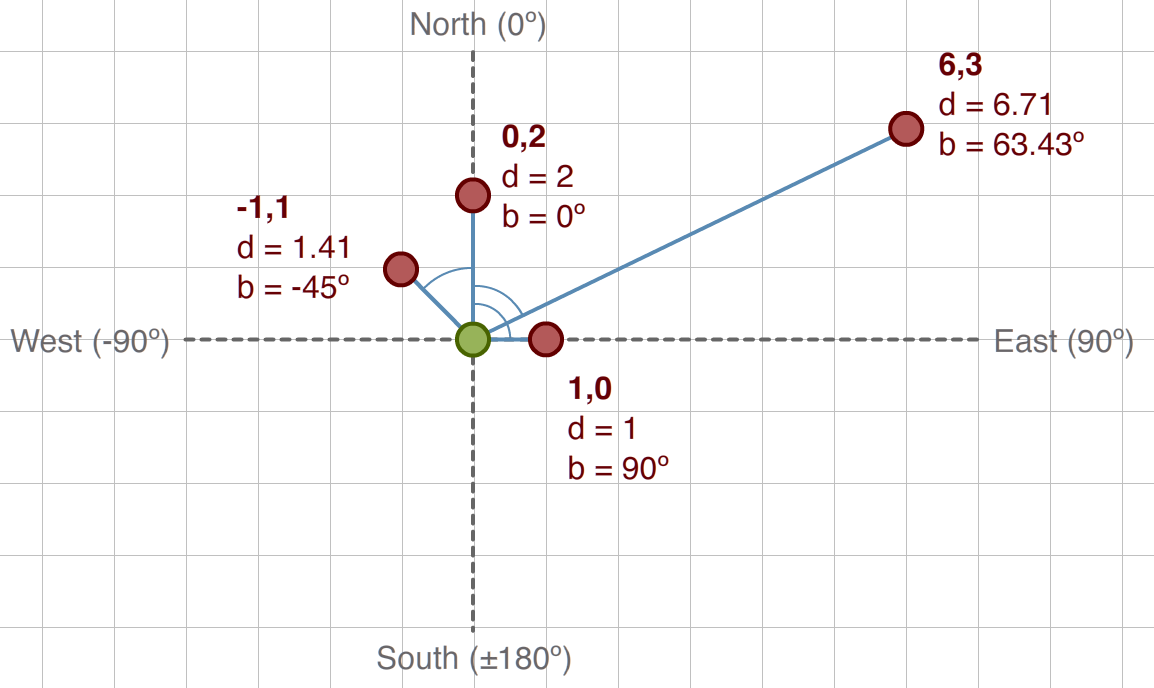 North (0º)
6,3
d = 6.71
b = 63.43º
0,2
d = 2
b = 0º
-1,1
d = 1.41
b = -45º
West (-90º)
East (90º)
1,0
d = 1
b = 90º
South (±180º)